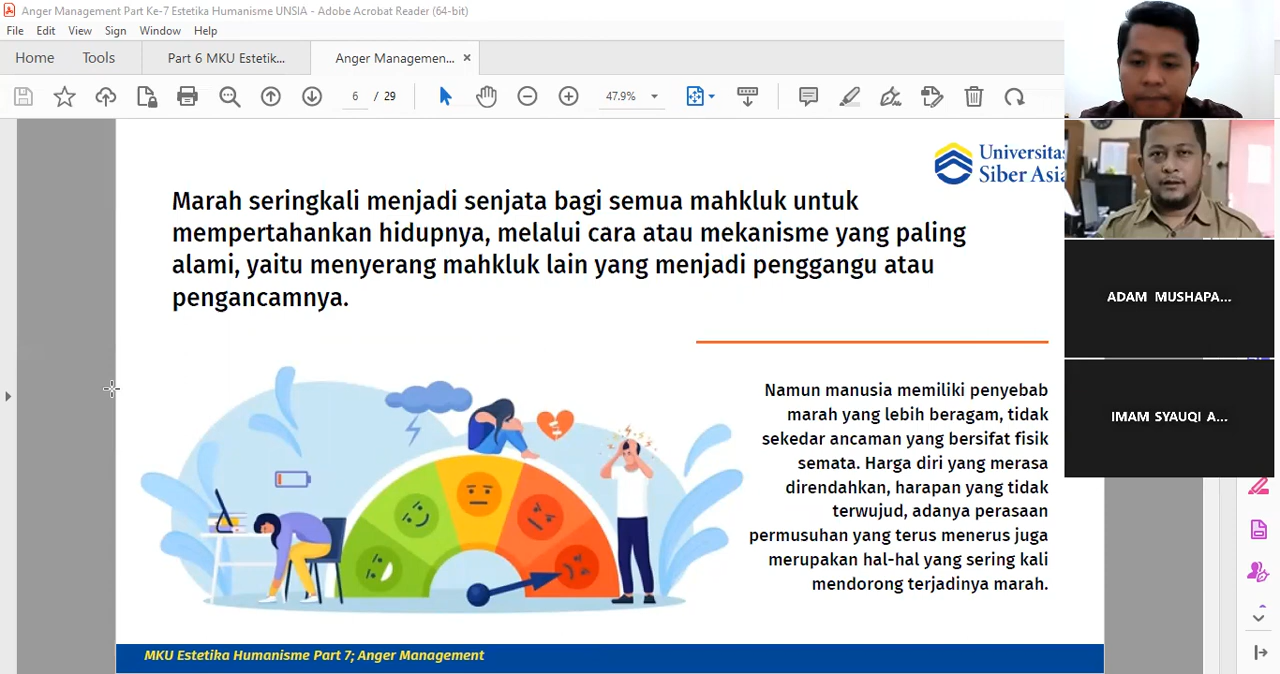 Anger Management Part Ke-7 Estetika Humanisme UNSIA - Adobe Acrobat Reader (64-bit)
File Edit View Sign Window Help
Home Tools Part 6 MKU Estetik... Anger Managemen... ×
6 / 29 47.9%
Universitas
Siber Asia
Marah seringkali menjadi senjata bagi semua mahkluk untuk
mempertahankan hidupnya, melalui cara atau mekanisme yang paling
alami, yaitu menyerang mahkluk lain yang menjadi penggangu atau
pengancamnya.
Namun manusia memiliki penyebab
marah yang lebih beragam, tidak
sekedar ancaman yang bersifat fisik
semata. Harga diri yang merasa
direndahkan, harapan yang tidak
terwujud, adanya perasaan
permusuhan yang terus menerus juga
merupakan hal-hal yang sering kali
mendorong terjadinya marah.
MKU Estetika Humanisme Part 7; Anger Management
ADAM MUSHAPA...
IMAM SYAUQI A...